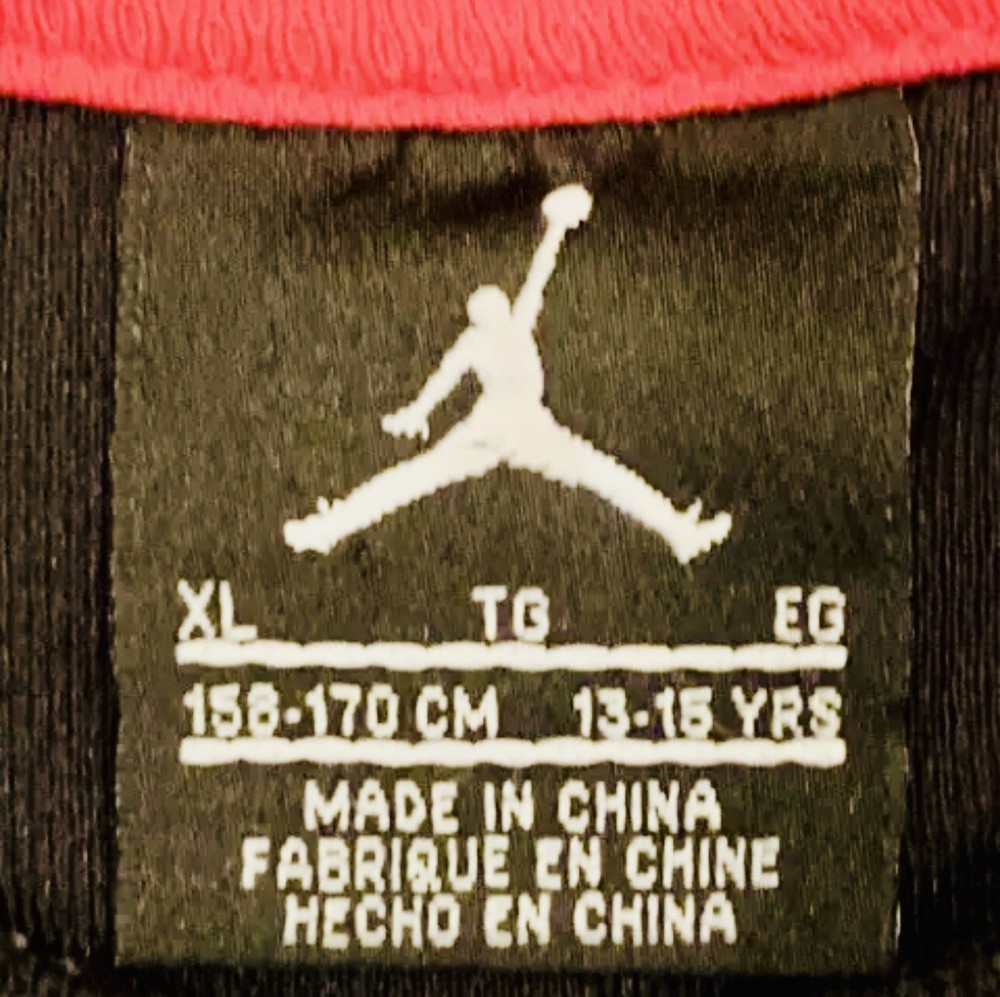 XL TG EG
158-170 CM 13-15 YRS
MADE IN CHINA
FABRIQUE EN CHINE
HECHO EN CHINA